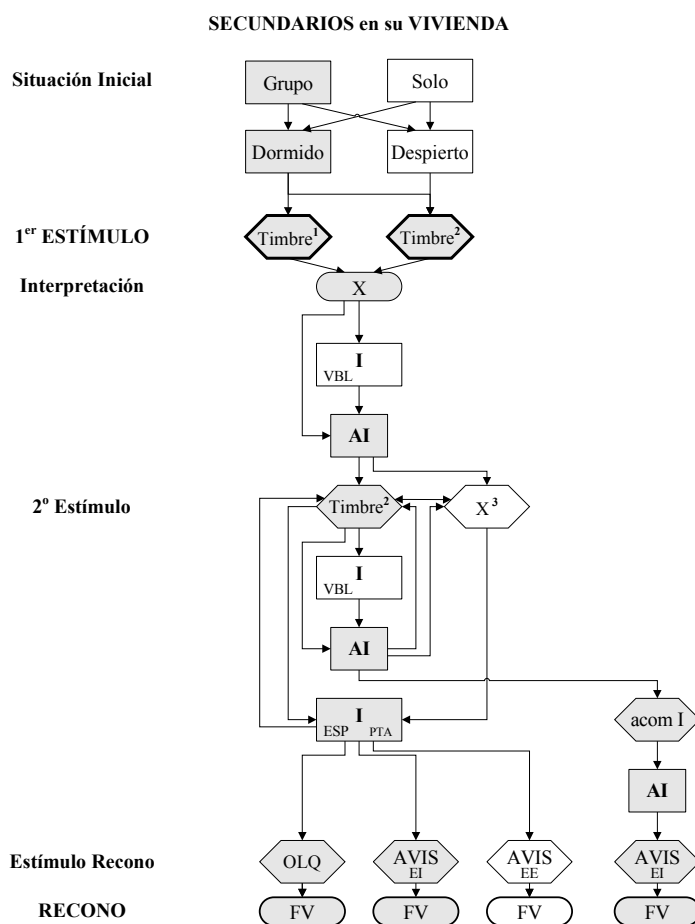 SECUNDARIOS en su VIVIENDA
Situación Inicial
Grupo
Solo
Dormido
Despierto
1er ESTÍMULO
Timbre1
Timbre2
Interpretación
X
I
VBL
AI
2º Estímulo
Timbre2
X3
I
VBL
AI
I
ESP PTA
acom I
AI
Estímulo Recono
OLQ
AVIS
EI
AVIS
EE
AVIS
EI
RECONO
FV
FV
FV
FV